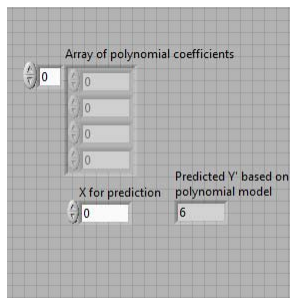 Array of polynomial coefficients
0
0
0
0
0
X for prediction
0
Predicted Y' based on
polynomial model
6